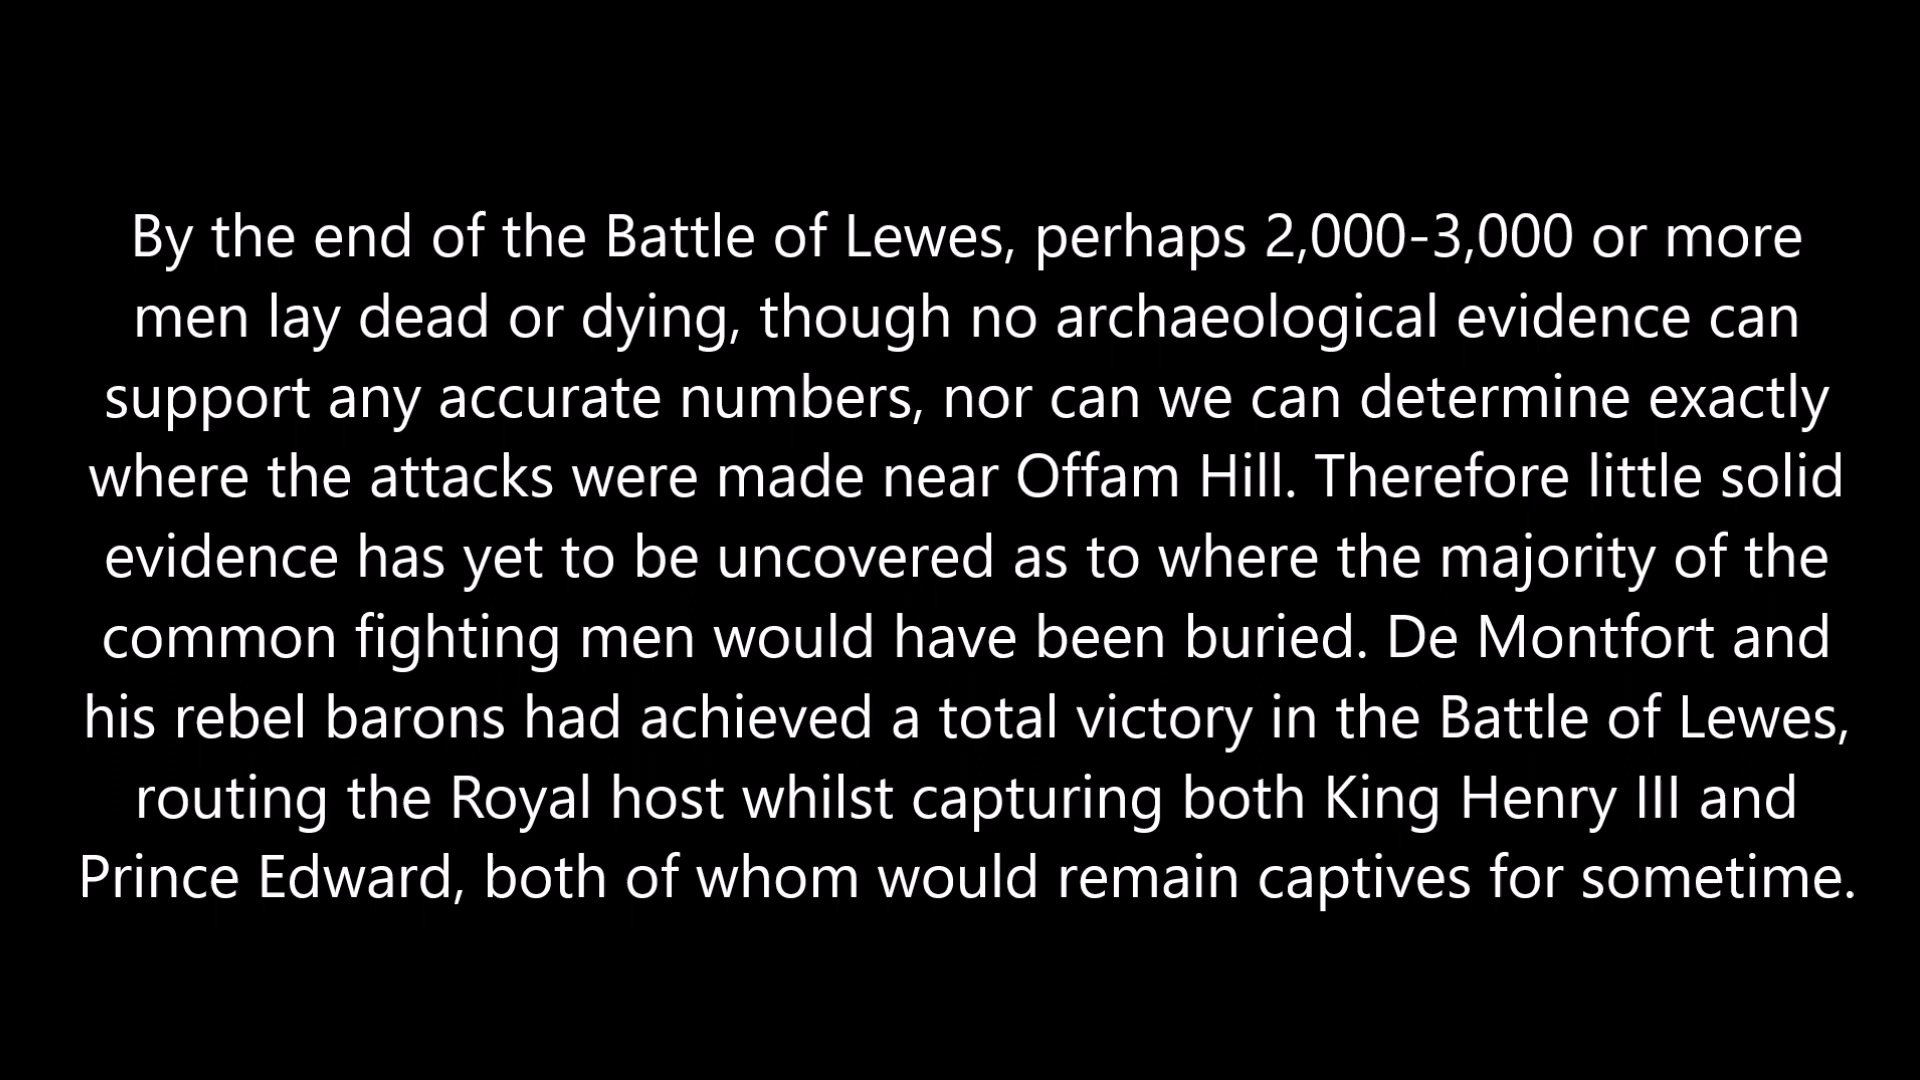 By the end of the Battle of Lewes, perhaps 2,000-3,000 or more
men lay dead or dying, though no archaeological evidence can
support any accurate numbers, nor can we can determine exactly
where the attacks were made near Offam Hill. Therefore little solid
evidence has yet to be uncovered as to where the majority of the
common fighting men would have been buried. De Montfort and
his rebel barons had achieved a total victory in the Battle of Lewes,
routing the Royal host whilst capturing both King Henry III and
Prince Edward, both of whom would remain captives for sometime.